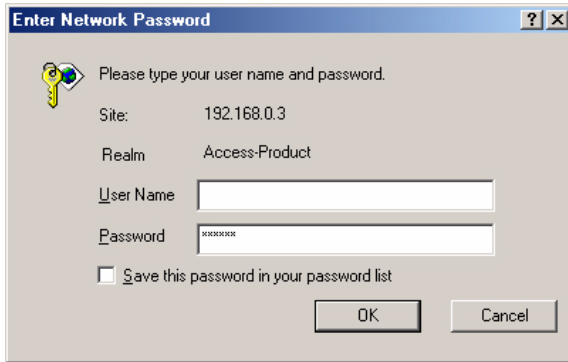 Enter Network Password
Please type your user name and password.
Site: 192.168.0.3
Realm Access-Product
User Name
Password ××××××
Save this password in your password list
OK Cancel